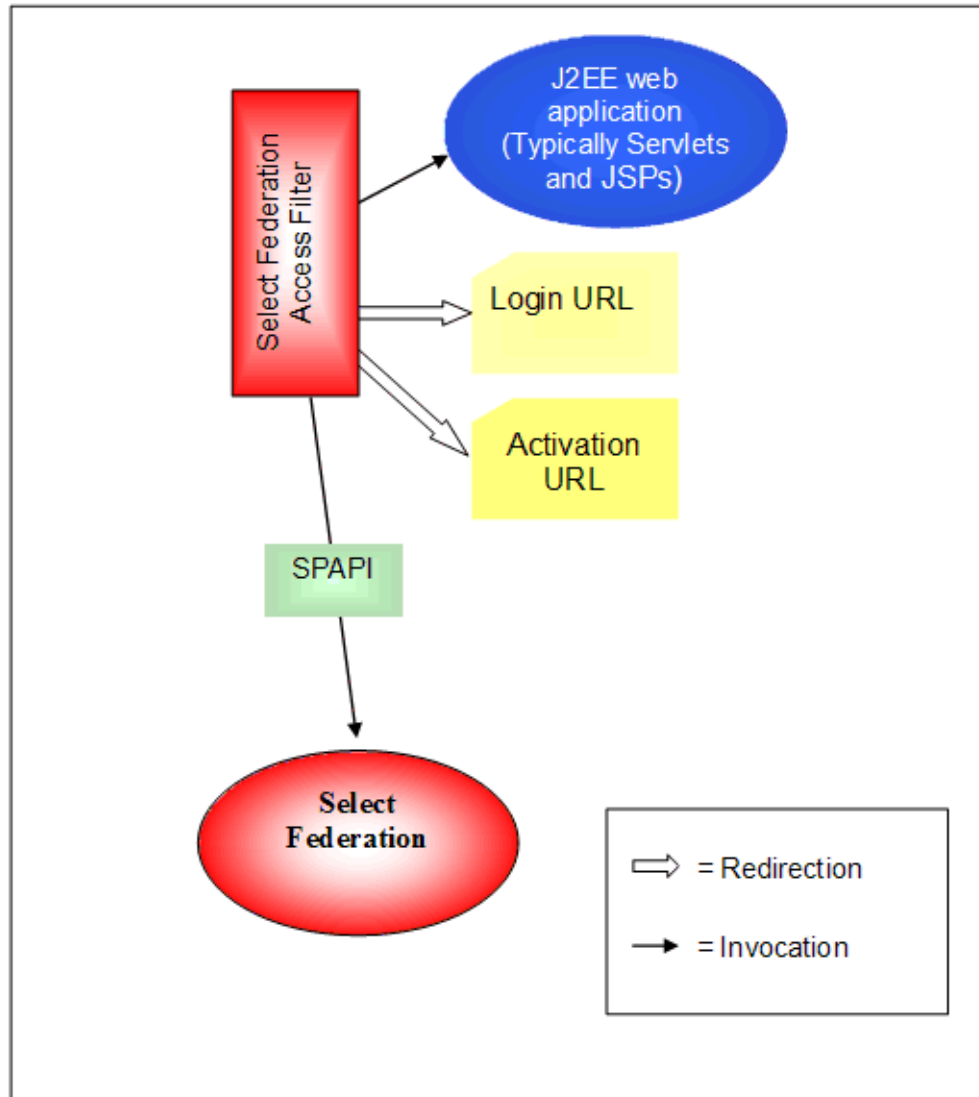 J2EE web
application
(Typically Servlets
and JSPs)
Select Federation
Access Filter
Login URL
Activation
URL
SPAPI
Select
Federation
= Redirection
= Invocation